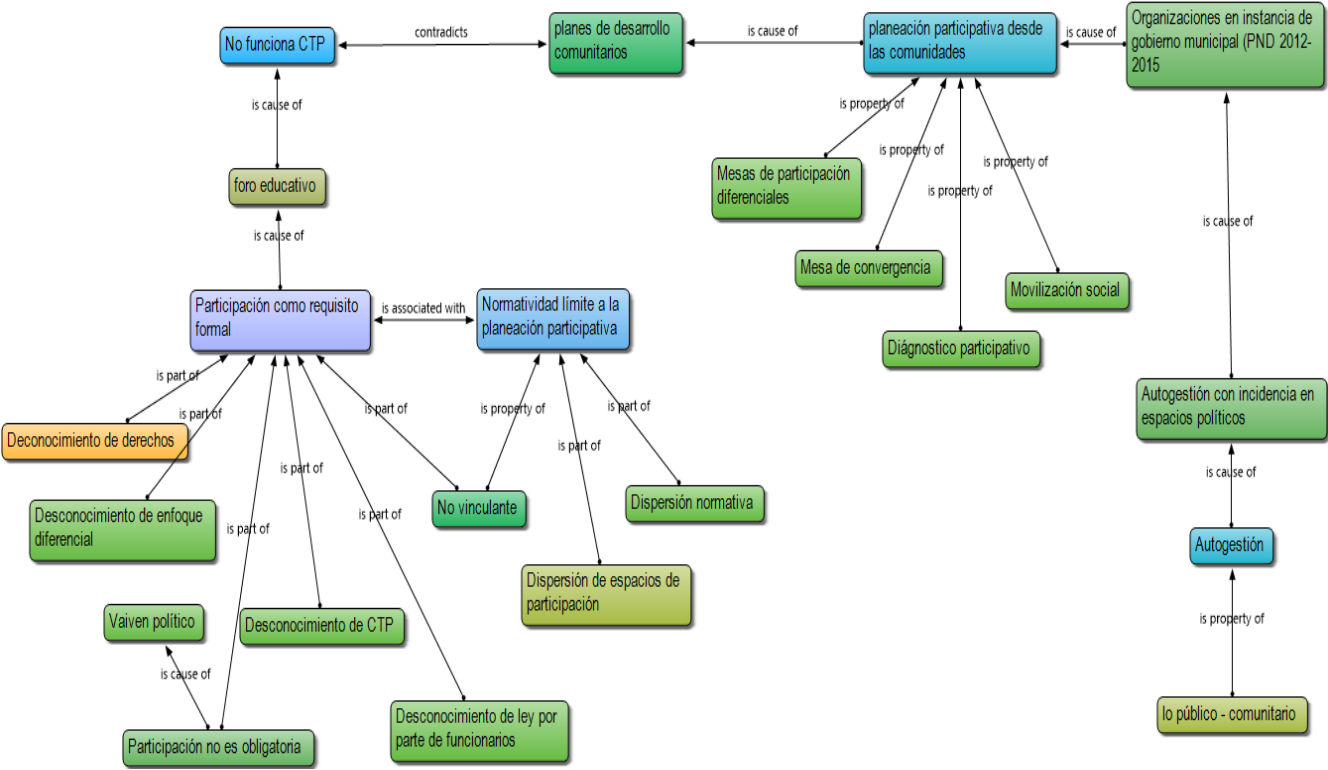 No funciona CTP
contradicts
planes de desarrollo
comunitarios
is cause of
planeación participativa desde
las comunidades
is cause of
Organizaciones en instancia de
gobierno municipal (PND 2012-
2015
is cause of
is property of
is property of
is property of
is property of
Mesas de participación
diferenciales
foro educativo
is cause of
is cause of
Mesa de convergencia
Movilización social
Participación como requisito
formal
is associated with
Normatividad límite a la
planeación participativa
Diágnostico participativo
is part of
is part of
is part of
is property of
is part of
Autogestión con incidencia en
espacios políticos
Deconocimiento de derechos
is part of
is part of
is cause of
Desconocimiento de enfoque
diferencial
is part of
is part of
No vinculante
Dispersión normativa
Autogestión
Dispersión de espacios de
participación
Vaiven político
Desconocimiento de CTP
is property of
is cause of
Desconocimiento de ley por
parte de funcionarios
lo público - comunitario
Participación no es obligatoria